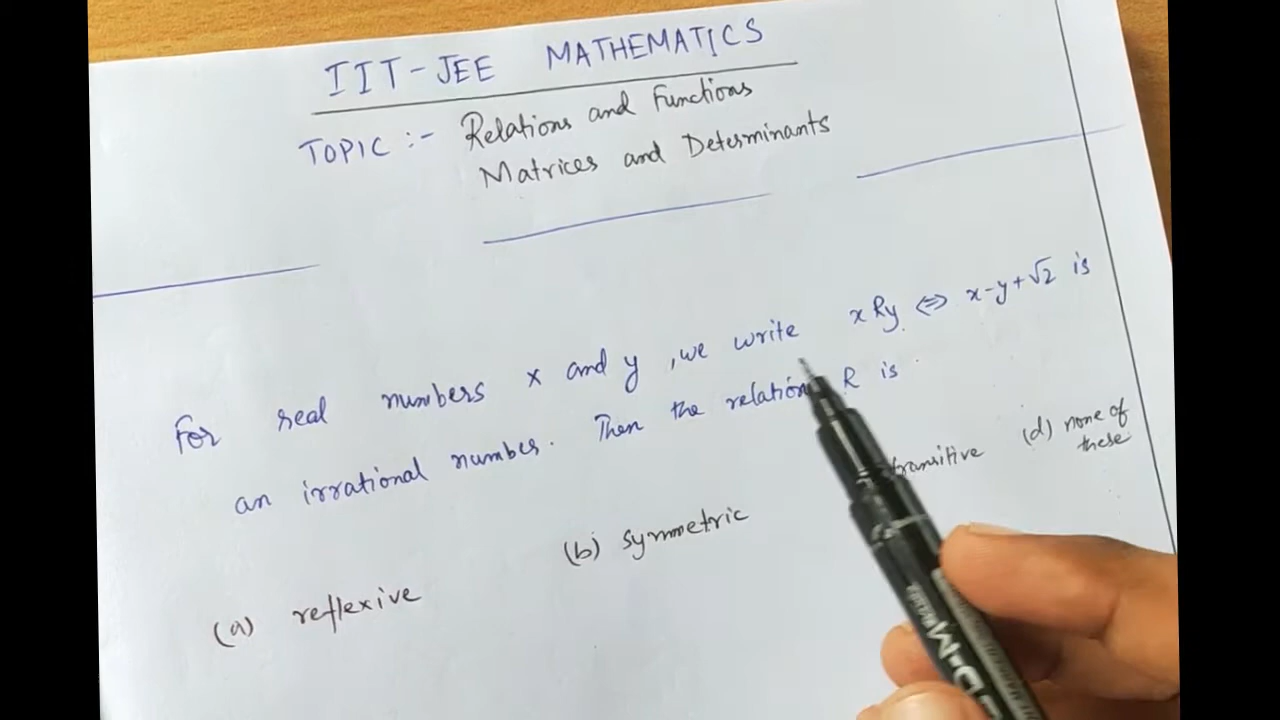 IIT-JEE MATHEMATICS
TOPIC :- Relations and Functions
Matrices and Determinants
For real numbers x and y, we write x Ry ⇔ x-y+√2 is
an irrational number. Then the relation R is
(a) reflexive (b) symmetric transitive (d) none of
these